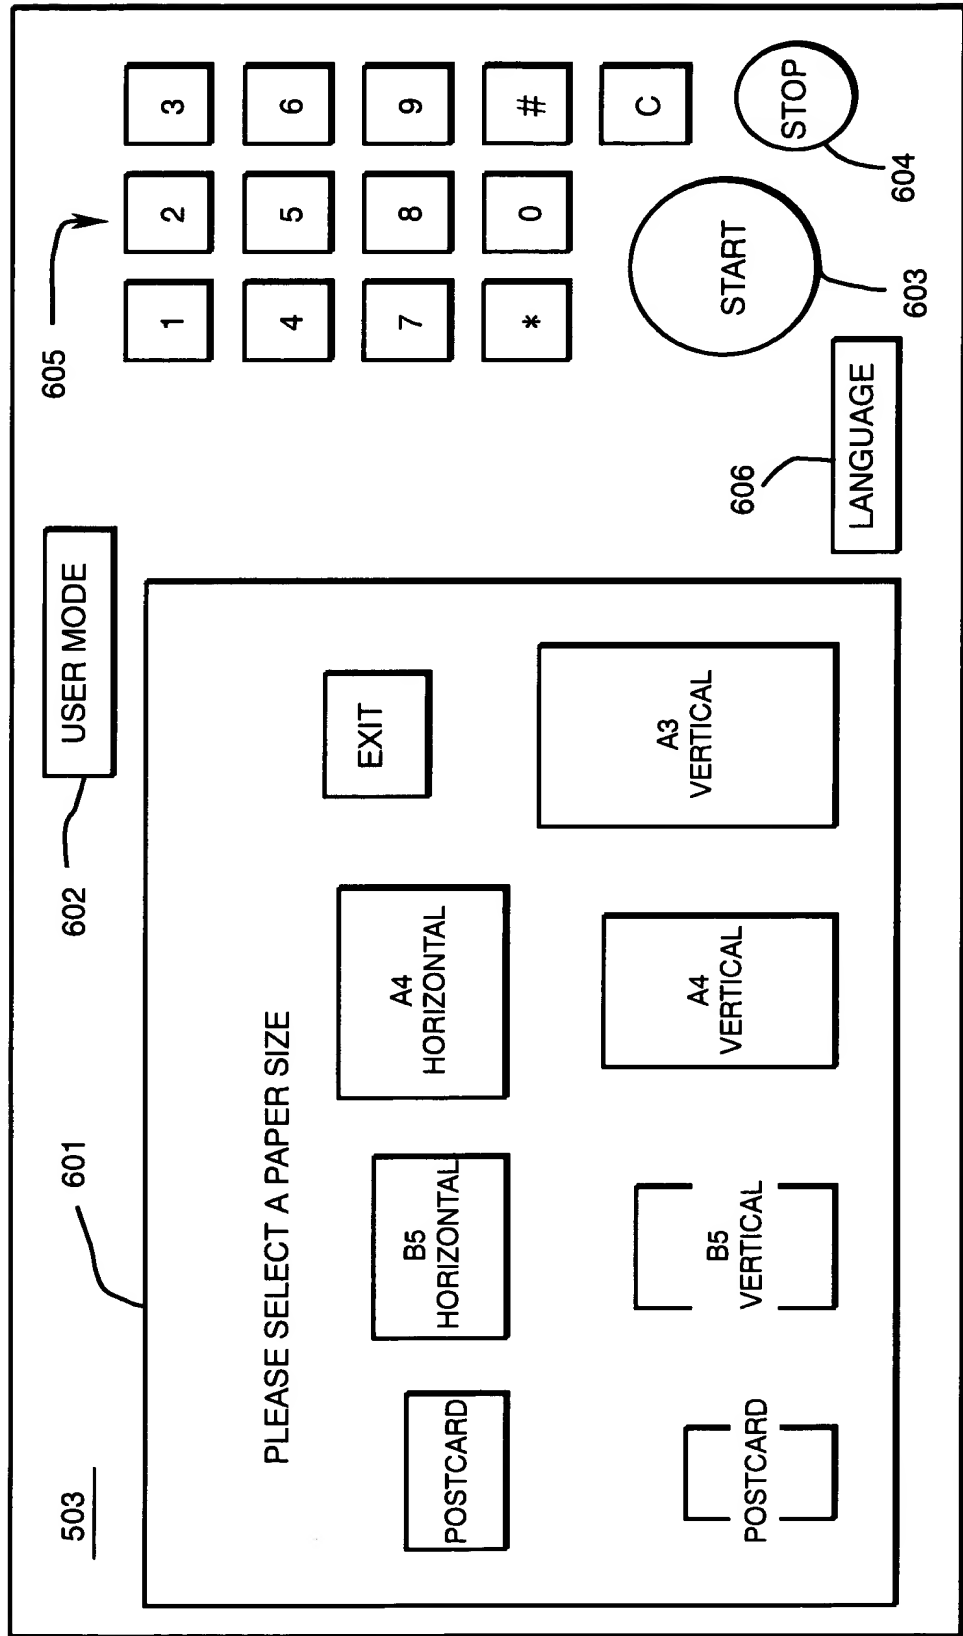 503
601
602
USER MODE
605
PLEASE SELECT A PAPER SIZE
POSTCARD
B5
HORIZONTAL
A4
HORIZONTAL
EXIT
POSTCARD
B5
VERTICAL
A4
VERTICAL
A3
VERTICAL
1
2
3
4
5
6
7
8
9
*
0
#
C
606
LANGUAGE
START
603
STOP
604